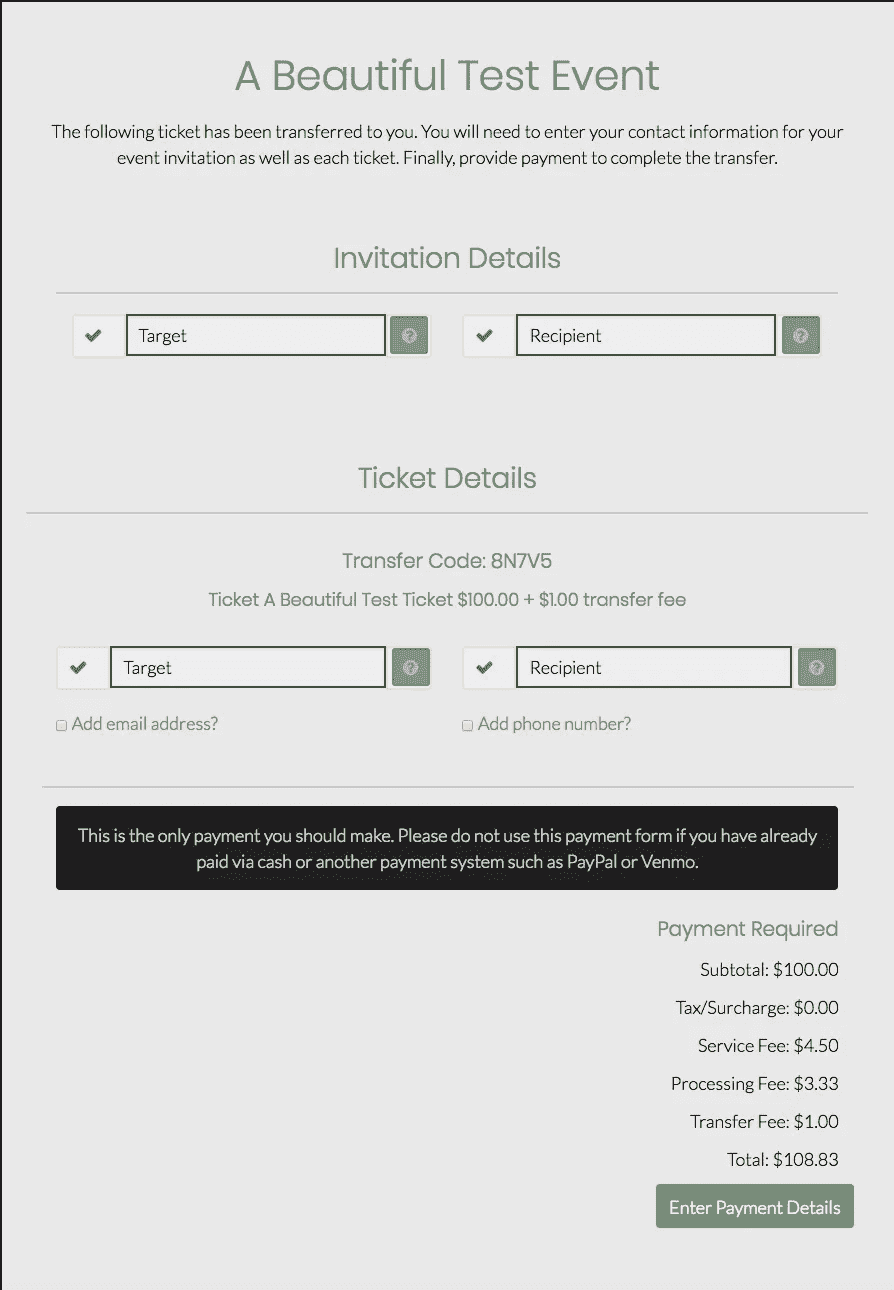 A Beautiful Test Event
The following ticket has been transferred to you. You will need to enter your contact information for your
event invitation as well as each ticket. Finally, provide payment to complete the transfer.
Invitation Details
Target
Recipient
Ticket Details
Transfer Code: 8N7V5
Ticket A Beautiful Test Ticket $100.00 + $1.00 transfer fee
Target
Recipient
Add email address?
Add phone number?
This is the only payment you should make. Please do not use this payment form if you have already
paid via cash or another payment system such as PayPal or Venmo.
Payment Required
Subtotal: $100.00
Tax/Surcharge: $0.00
Service Fee: $4.50
Processing Fee: $3.33
Transfer Fee: $1.00
Total: $108.83
Enter Payment Details